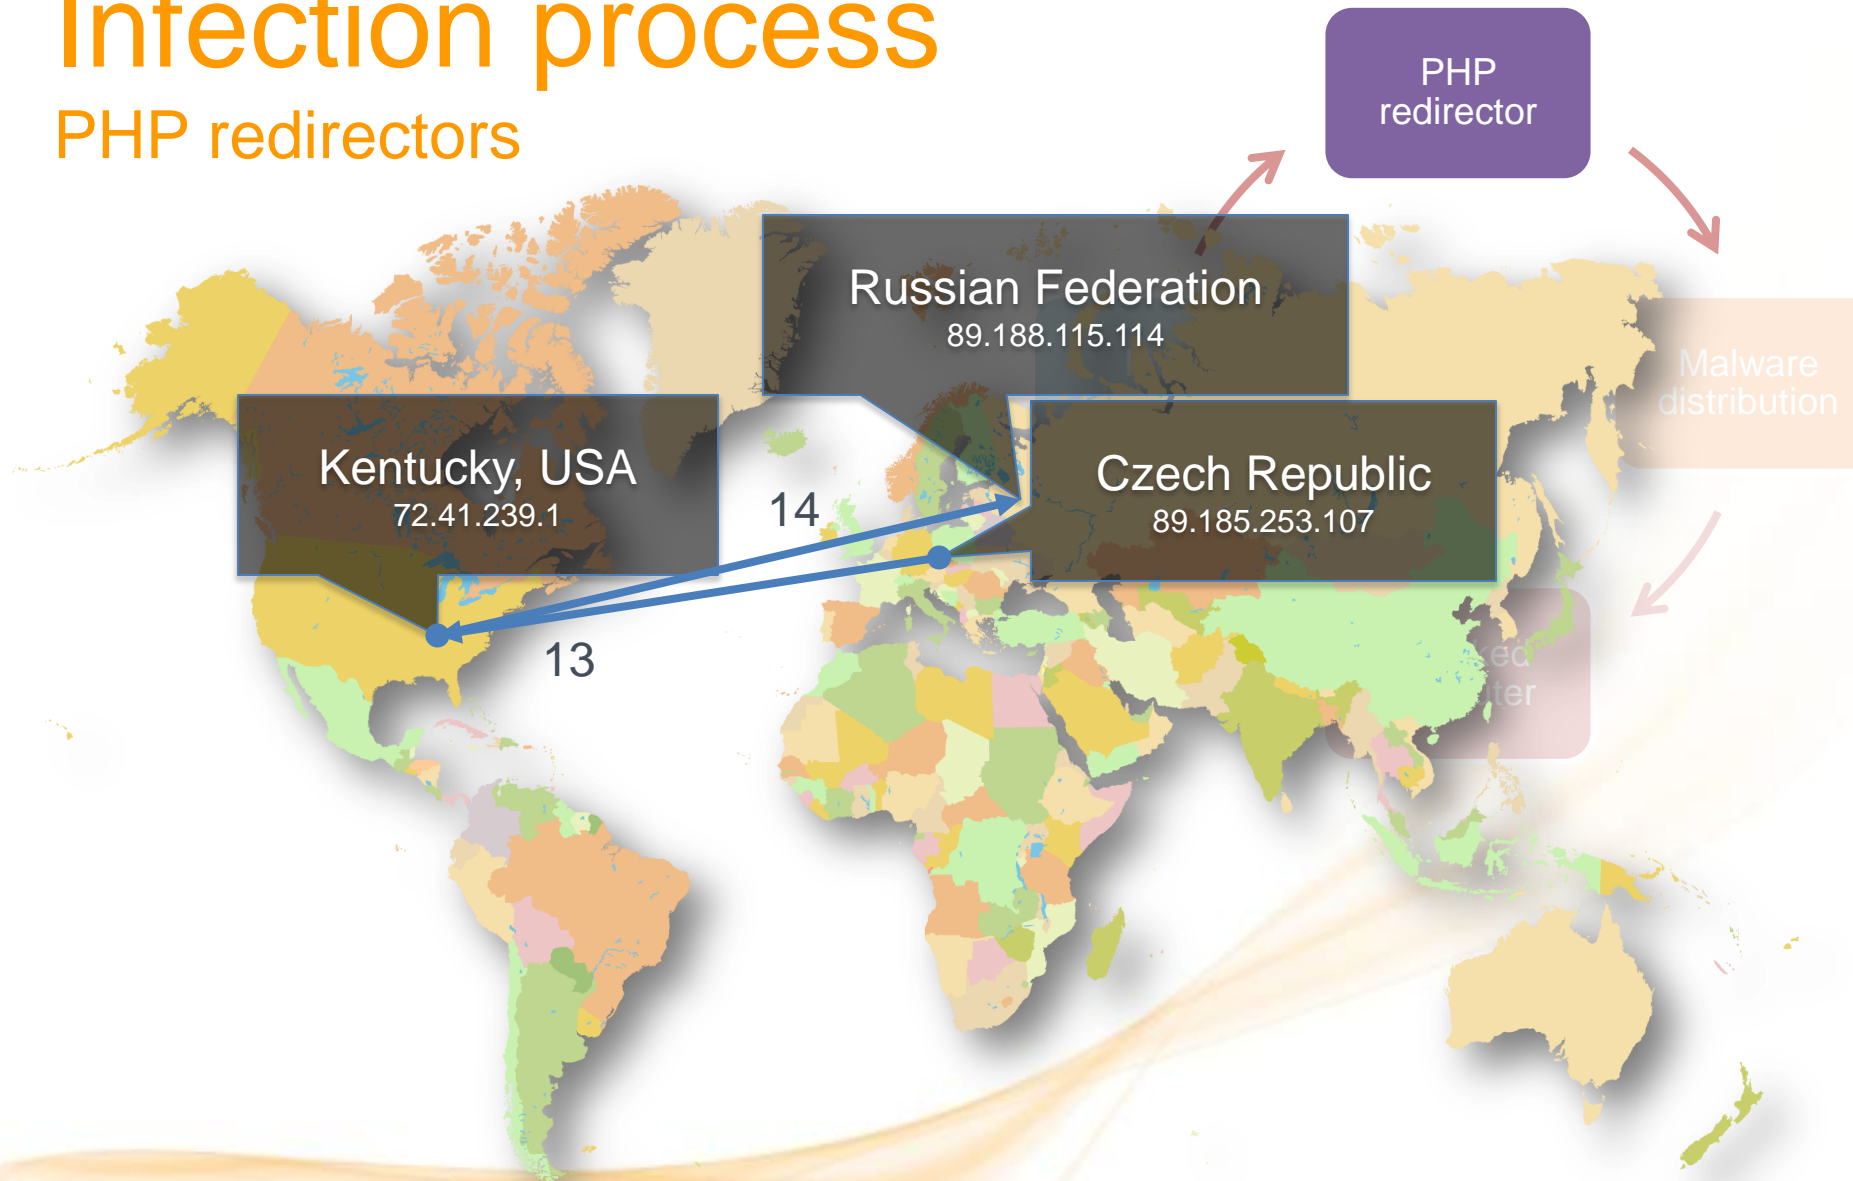 Infection process
PHP redirectors
PHP
redirector
Russian Federation
89.188.115.114
Malware
distribution
Kentucky, USA
72.41.239.1
14
Czech Republic
89.185.253.107
13